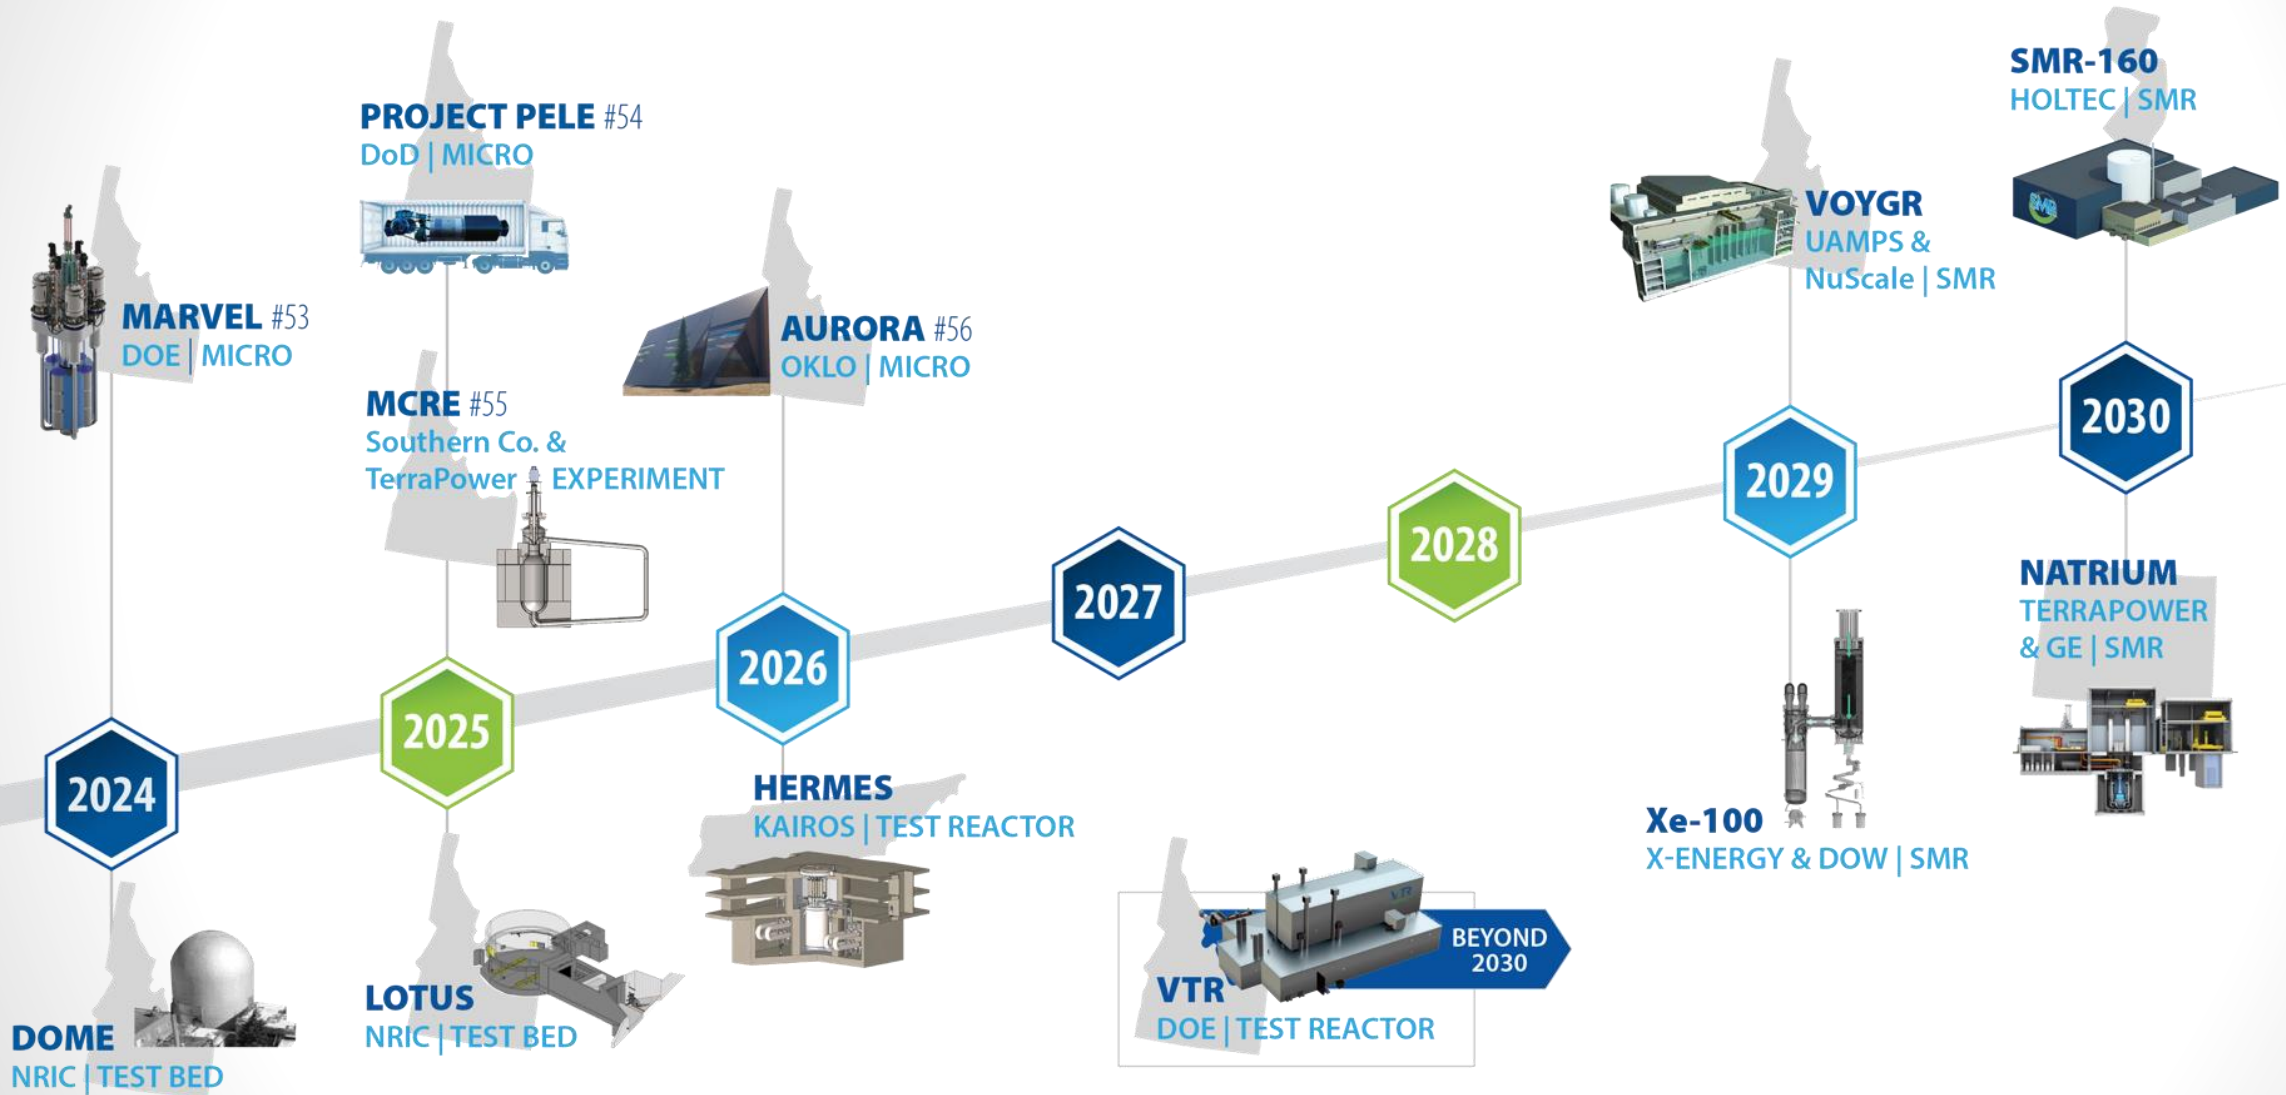 SMR-160
HOLTEC | SMR
SMR
PROJECT PELE #54
DoD | MICRO
VOYGR
UAMPS &
NuScale | SMR
MARVEL #53
DOE | MICRO
AURORA #56
OKLO | MICRO
MCRE #55
Southern Co. &
TerraPower | EXPERIMENT
2024
2025
2026
2027
2028
2029
2030
NATRIUM
TERRAPOWER
& GE | SMR
HERMES
KAIROS | TEST REACTOR
Xe-100
X-ENERGY & DOW | SMR
VTR
BEYOND
2030
VTR
DOE | TEST REACTOR
LOTUS
NRIC | TEST BED
DOME
NRIC | TEST BED